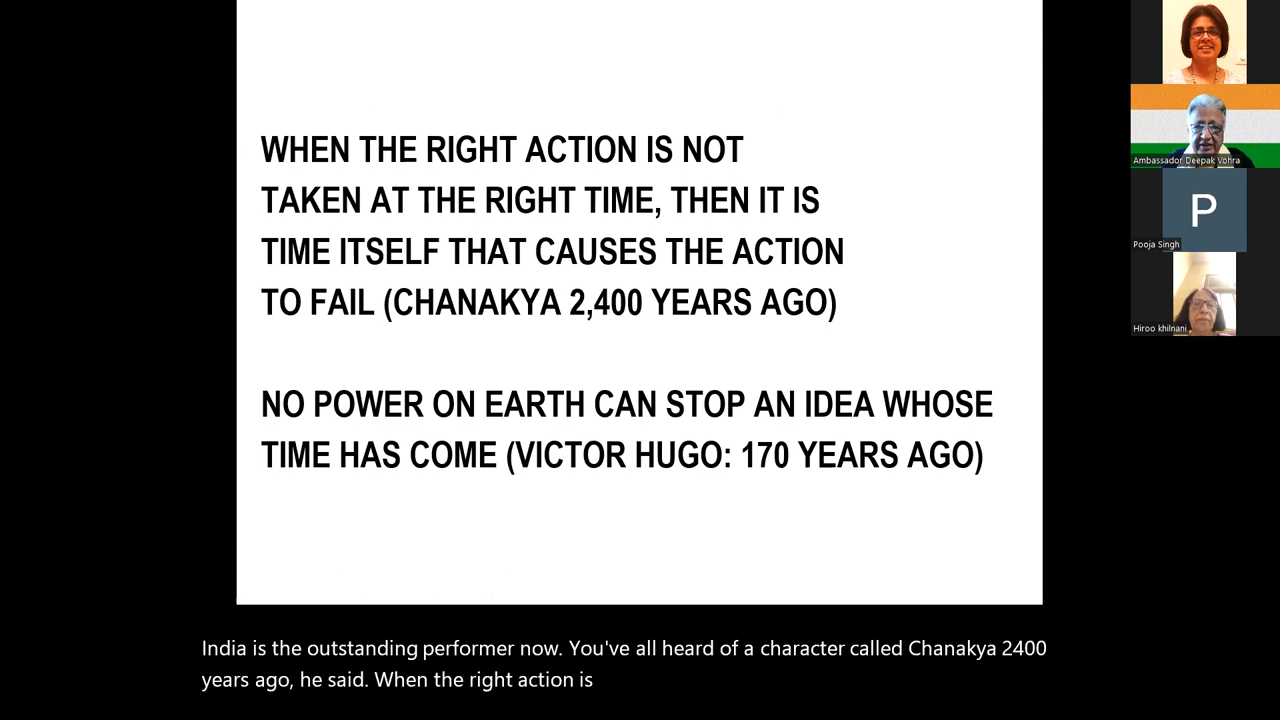 WHEN THE RIGHT ACTION IS NOT
TAKEN AT THE RIGHT TIME, THEN IT IS
TIME ITSELF THAT CAUSES THE ACTION
TO FAIL (CHANAKYA 2,400 YEARS AGO)
NO POWER ON EARTH CAN STOP AN IDEA WHOSE
TIME HAS COME (VICTOR HUGO: 170 YEARS AGO)
Ambassador Deepak Vohra
P
Pooja Singh
Hiroo khilnani
India is the outstanding performer now. You've all heard of a character called Chanakya 2400
years ago, he said. When the right action is